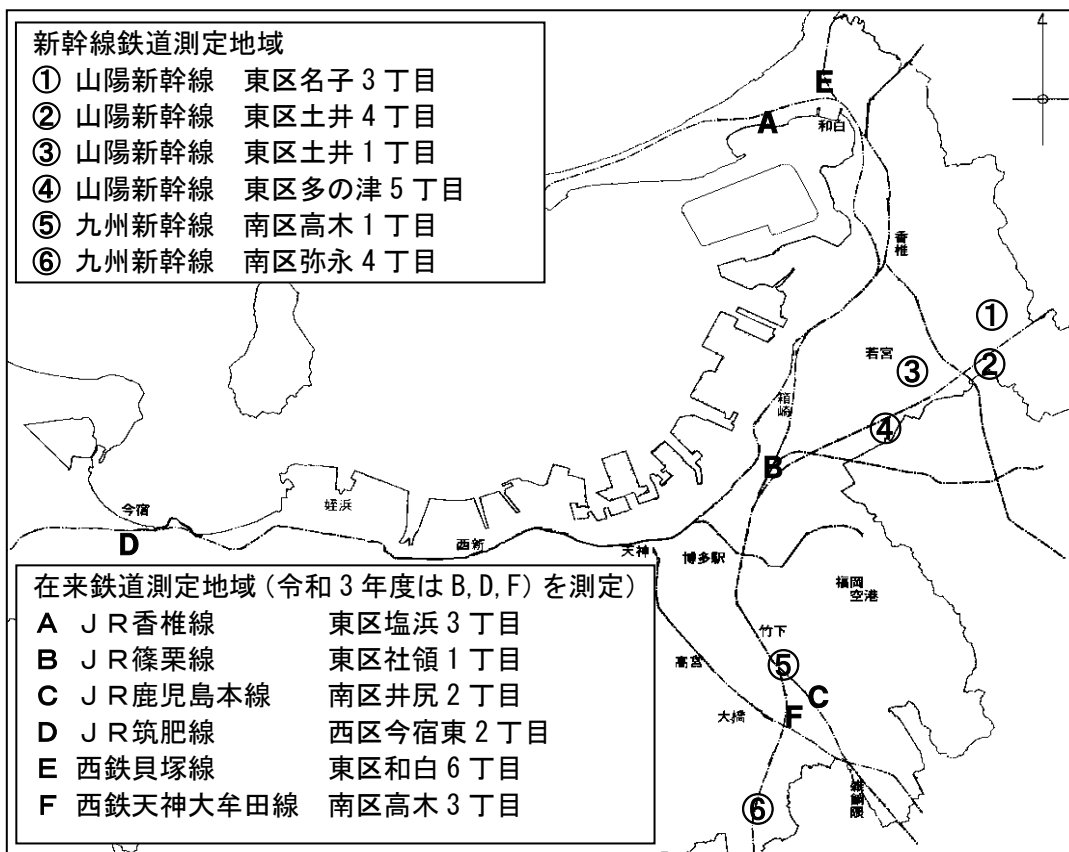 新幹線鉄道測定地域
① 山陽新幹線 東区名子3丁目
② 山陽新幹線 東区土井4丁目
③ 山陽新幹線 東区土井1丁目
④ 山陽新幹線 東区多の津5丁目
⑤ 九州新幹線 南区高木1丁目
⑥ 九州新幹線 南区弥永4丁目
4
E
A
和白
香椎
①
若宮
③
②
箱崎
④
B
今宿
姪浜
D
西新
天神
博多駅
福岡
空港
竹下
高宮
⑤
C
大橋
F
雑餉隈
⑥
在来鉄道測定地域(令和3年度はB,D,F)を測定)
A JR香椎線 東区塩浜3丁目
B JR篠栗線 東区社領1丁目
C JR鹿児島本線 南区井尻2丁目
D JR筑肥線 西区今宿東2丁目
E 西鉄貝塚線 東区和白6丁目
F 西鉄天神大牟田線 南区高木3丁目